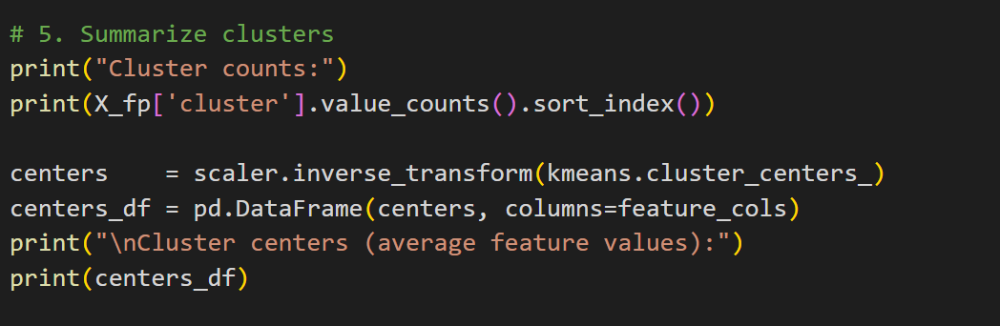 # 5. Summarize clusters
print("Cluster counts:")
print(X_fp['cluster'].value_counts().sort_index())

centers    = scaler.inverse_transform(kmeans.cluster_centers_)
centers_df = pd.DataFrame(centers, columns=feature_cols)
print("\nCluster centers (average feature values):")
print(centers_df)